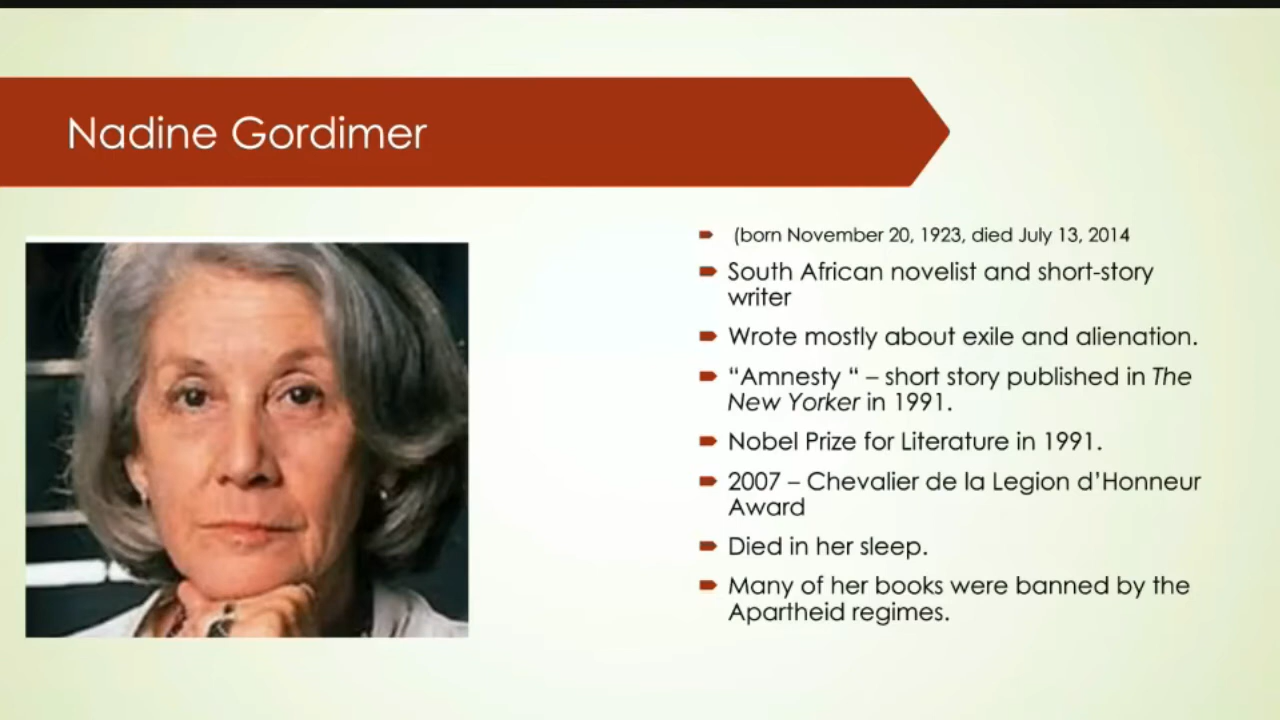 Nadine Gordimer
(born November 20, 1923, died July 13, 2014
South African novelist and short-story
writer
Wrote mostly about exile and alienation.
“Amnesty “ – short story published in The
New Yorker in 1991.
Nobel Prize for Literature in 1991.
2007 – Chevalier de la Legion d’Honneur
Award
Died in her sleep.
Many of her books were banned by the
Apartheid regimes.